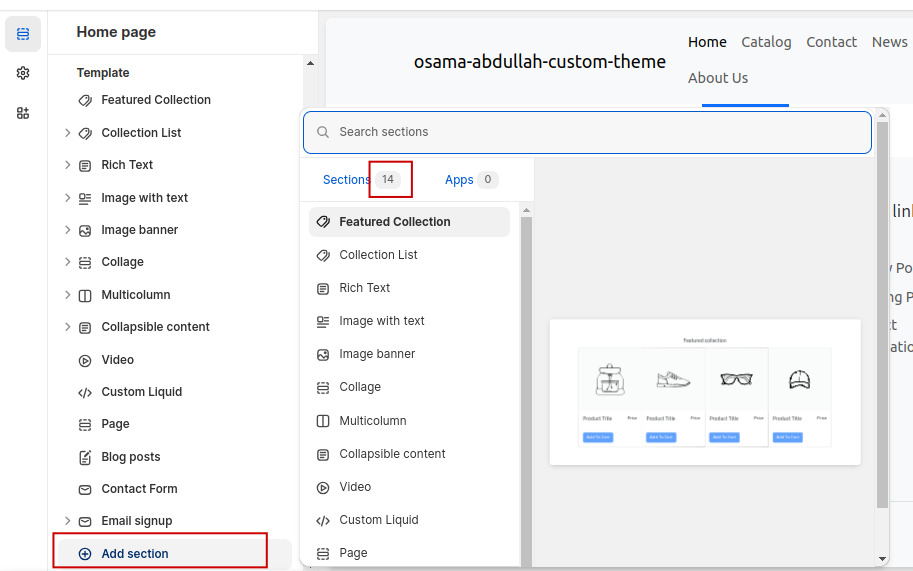 Home page
Template
Featured Collection
Collection List
Rich Text
Image with text
Image banner
Collage
Multicolumn
Collapsible content
Video
Custom Liquid
Page
Blog posts
Contact Form
Email signup
Add section
osama-abdullah-custom-theme
Home Catalog Contact News
About Us
Search sections
Sections 14 Apps 0
Featured Collection
Collection List
Rich Text
Image with text
Image banner
Collage
Multicolumn
Collapsible content
Video
Custom Liquid
Page
Featured collection
Product Title Price Product Title Price Product Title Price Product Title Price
Add To Cart Add To Cart Add To Cart Add To Cart